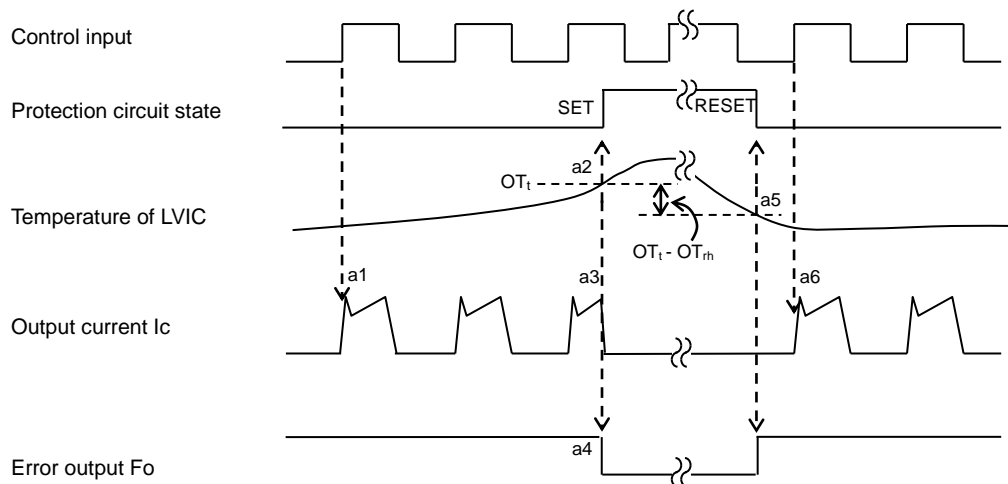 Control input
Protection circuit state
SET
RESET
a2
OTt
a5
Temperature of LVIC
OTt - OTrh
a1
a3
a6
Output current Ic
a4
Error output Fo